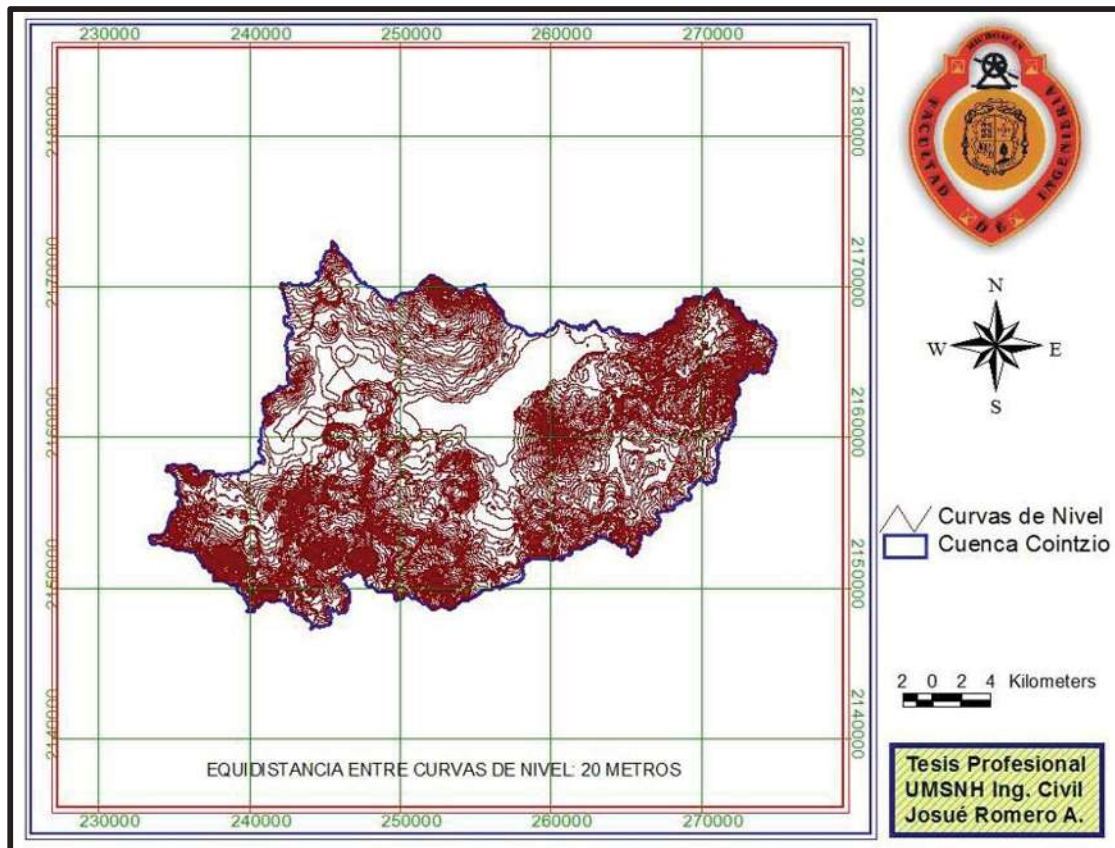 230000 240000 250000 260000 270000
2180000
2170000
2160000
2150000
2140000
2180000
2170000
2160000
2150000
2140000
EQUIDISTANCIA ENTRE CURVAS DE NIVEL: 20 METROS
230000 240000 250000 260000 270000
MICHOACAN
FACULTAD DE INGENIERIA
N
W E
S
Curvas de Nivel
Cuenca Cointzio
2 0 2 4 Kilometers
Tesis Profesional
UMSNH Ing. Civil
Josué Romero A.